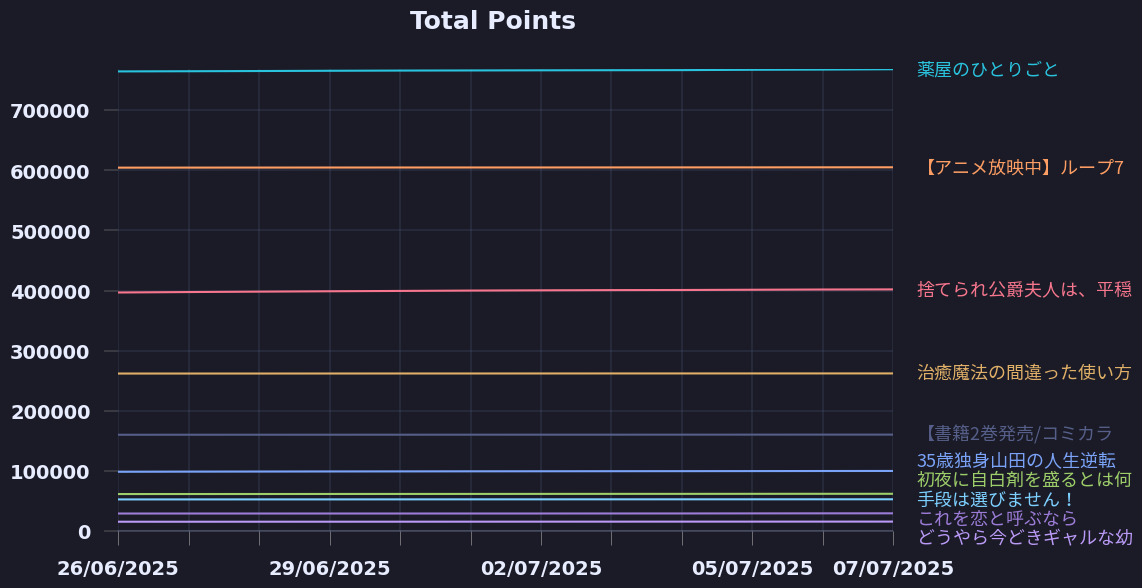 Total Points
700000
600000
500000
400000
300000
200000
100000
0
26/06/2025
29/06/2025
02/07/2025
05/07/2025
07/07/2025
薬屋のひとりごと
【アニメ放映中】ループ7
捨てられ公爵夫人は、平穏
治癒魔法の間違った使い方
【書籍2巻発売/コミカラ
35歳独身山田の人生逆転
初夜に自白剤を盛るとは何
手段は選びません！
これを恋と呼ぶなら
どうやら今どきギャルな幼